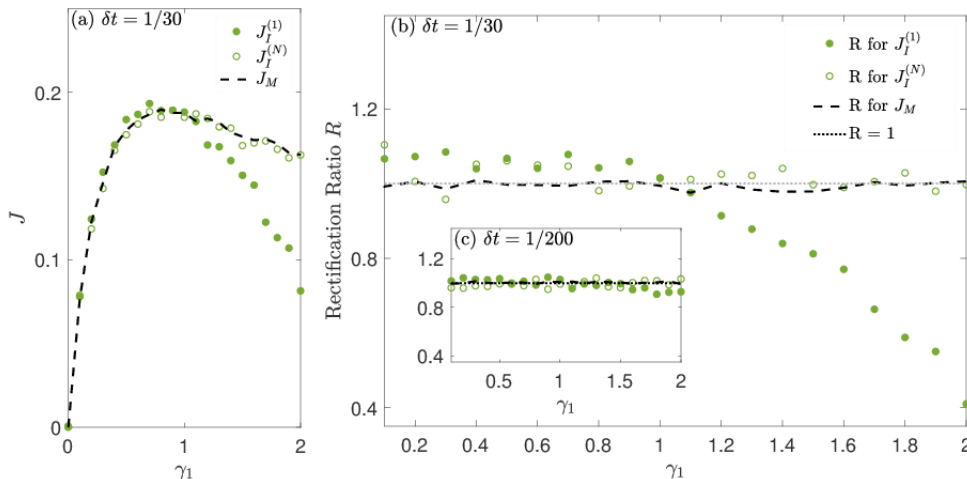 (a) δt = 1/30
J_I^(1)
J_I^(N)
J_M
0.2
0.1
0
J
0
1
2
γ₁
(b) δt = 1/30
R for J_I^(1)
R for J_I^(N)
R for J_M
R = 1
1.2
1.0
0.8
0.6
0.4
Rectification Ratio R
(c) δt = 1/200
1.2
1.0
0.4
0.5
1
1.5
2
γ₁
0.2
0.4
0.6
0.8
1
1.2
1.4
1.6
1.8
2
γ₁